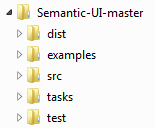 Semantic-UI-master
dist
examples
src
tasks
test